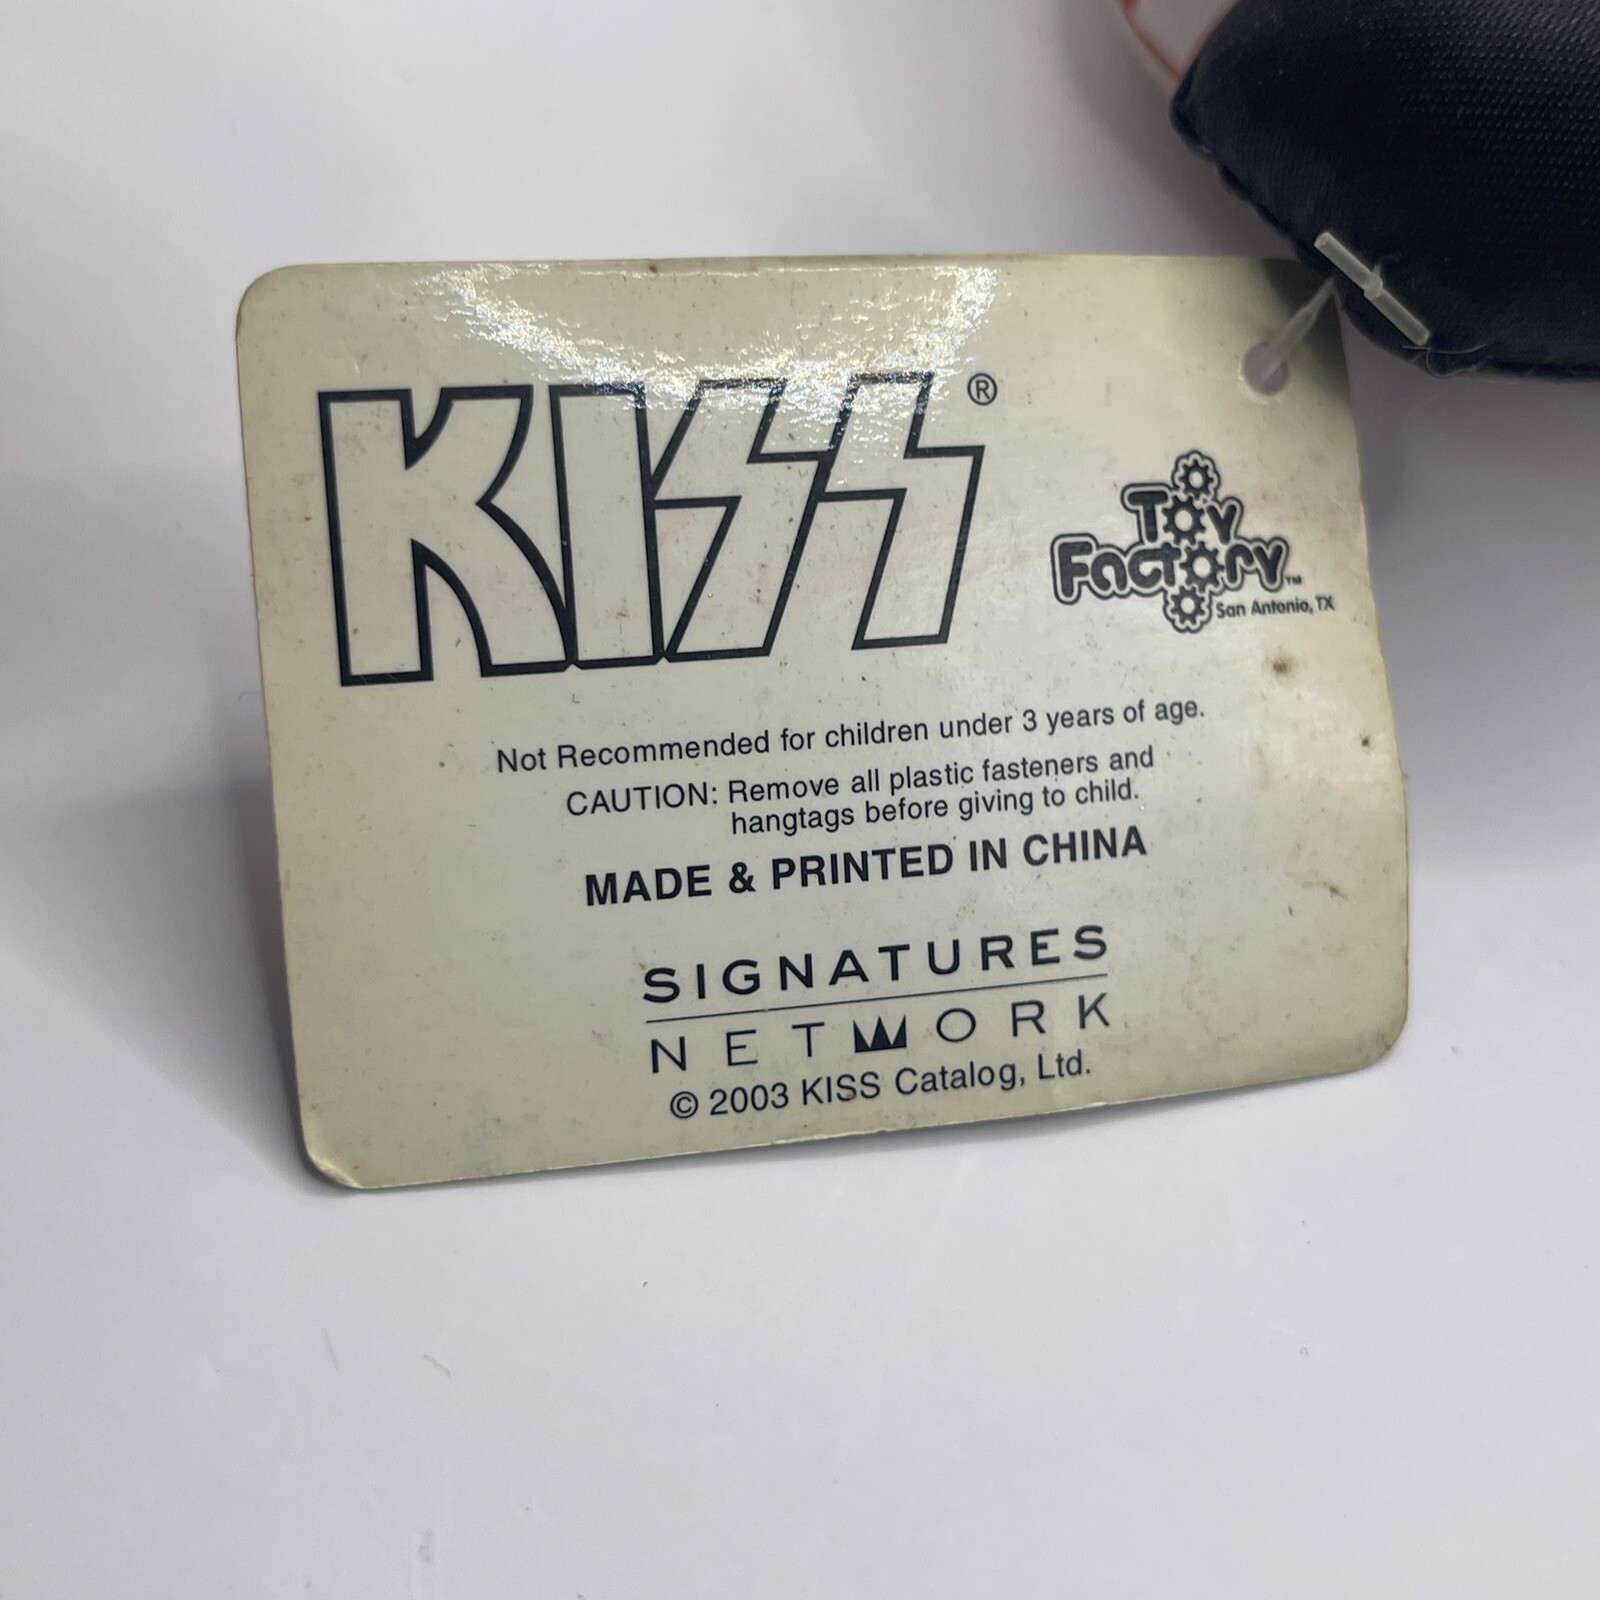 KISS®
Toy
Factory™
San Antonio, TX
Not Recommended for children under 3 years of age.
CAUTION: Remove all plastic fasteners and
hangtags before giving to child.
MADE & PRINTED IN CHINA
SIGNATURES
NETWORK
© 2003 KISS Catalog, Ltd.